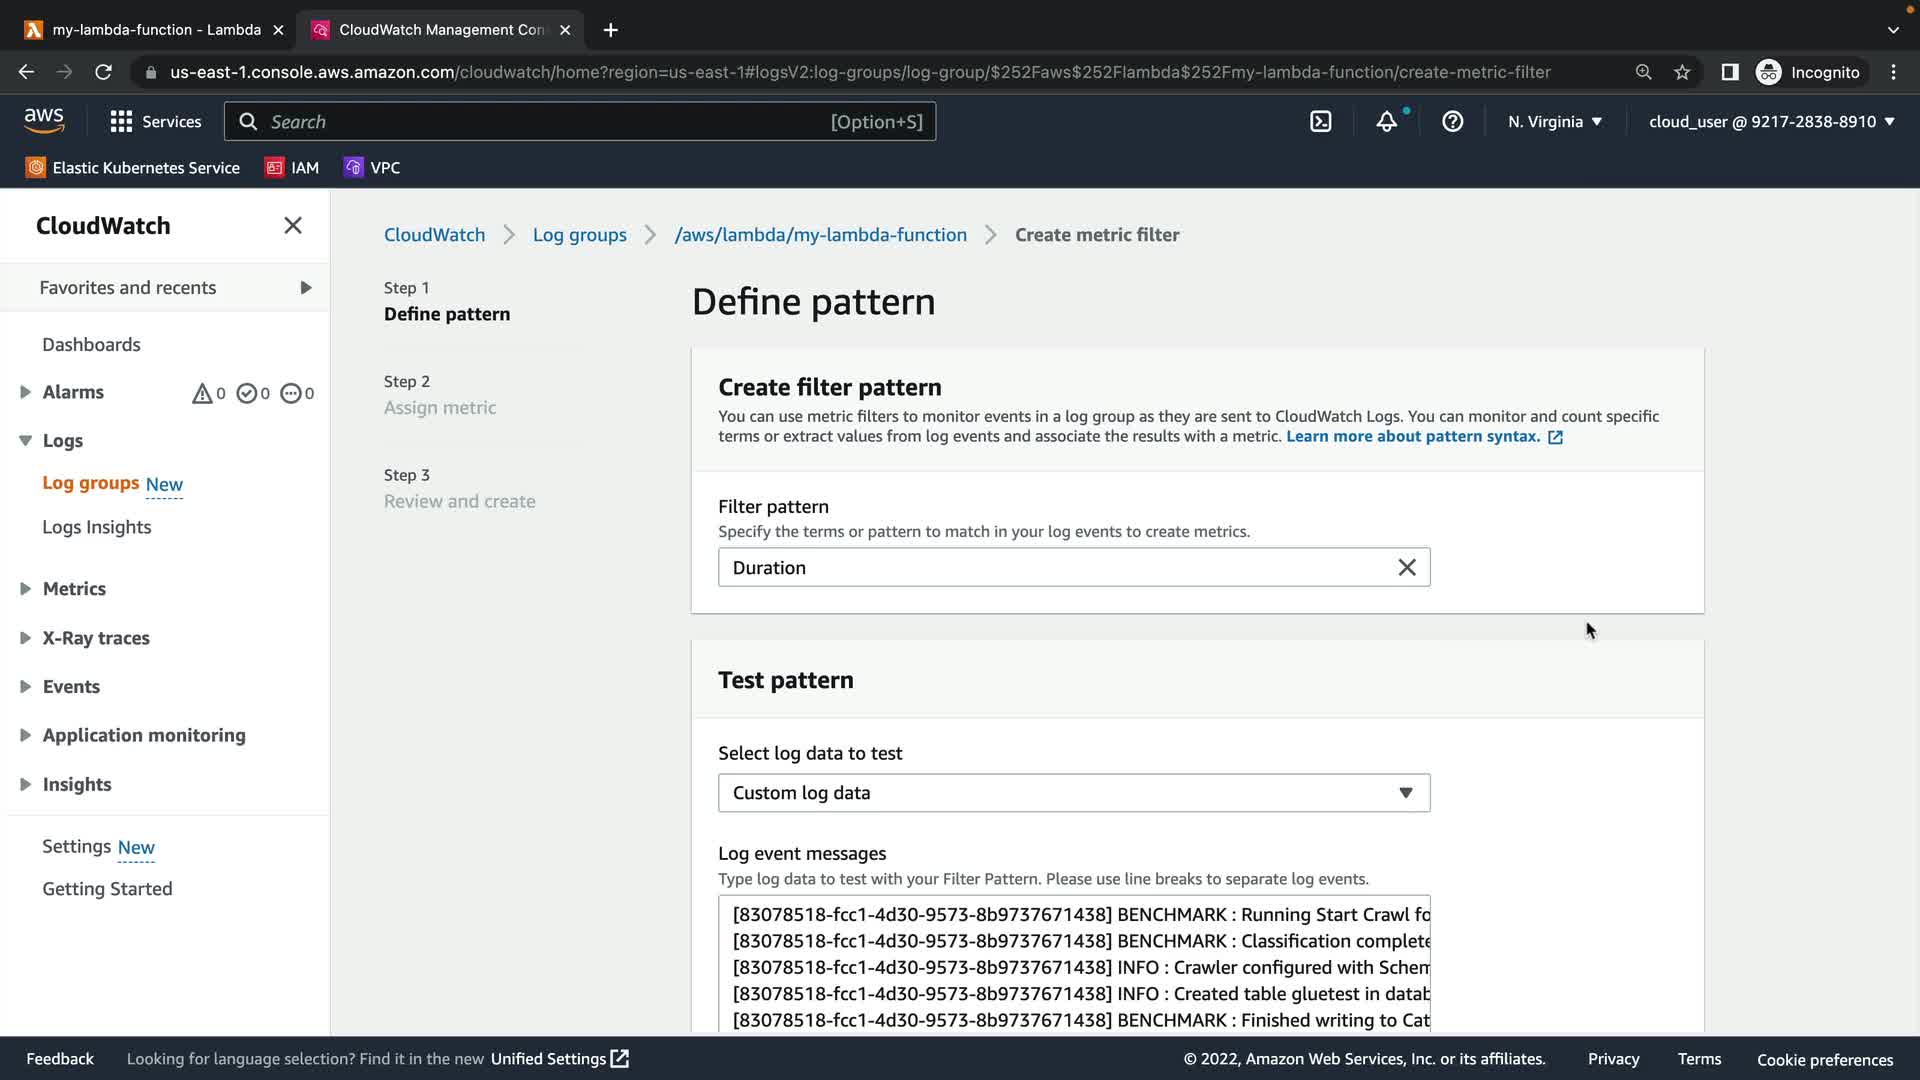 my-lambda-function - Lambda
CloudWatch Management Con
us-east-1.console.aws.amazon.com/cloudwatch/home?region=us-east-1#logsV2:log-groups/log-group/$252Faws$252Flambda$252Fmy-lambda-function/create-metric-filter
Incognito
aws
Services
Search
[Option+S]
N. Virginia
cloud_user @ 9217-2838-8910
Elastic Kubernetes Service
IAM
VPC
CloudWatch
Favorites and recents
Dashboards
Alarms
0
0
0
Logs
Log groups New
Logs Insights
Metrics
X-Ray traces
Events
Application monitoring
Insights
Settings New
Getting Started
CloudWatch
Log groups
/aws/lambda/my-lambda-function
Create metric filter
Step 1
Define pattern
Step 2
Assign metric
Step 3
Review and create
Define pattern
Create filter pattern
You can use metric filters to monitor events in a log group as they are sent to CloudWatch Logs. You can monitor and count specific
terms or extract values from log events and associate the results with a metric. Learn more about pattern syntax.
Filter pattern
Specify the terms or pattern to match in your log events to create metrics.
Duration
Test pattern
Select log data to test
Custom log data
Log event messages
Type log data to test with your Filter Pattern. Please use line breaks to separate log events.
[83078518-fcc1-4d30-9573-8b9737671438] BENCHMARK : Running Start Crawl fo
[83078518-fcc1-4d30-9573-8b9737671438] BENCHMARK : Classification complete
[83078518-fcc1-4d30-9573-8b9737671438] INFO : Crawler configured with Schem
[83078518-fcc1-4d30-9573-8b9737671438] INFO : Created table gluetest in datab
[83078518-fcc1-4d30-9573-8b9737671438] BENCHMARK : Finished writing to Cat
Feedback
Looking for language selection? Find it in the new Unified Settings
© 2022, Amazon Web Services, Inc. or its affiliates.
Privacy
Terms
Cookie preferences